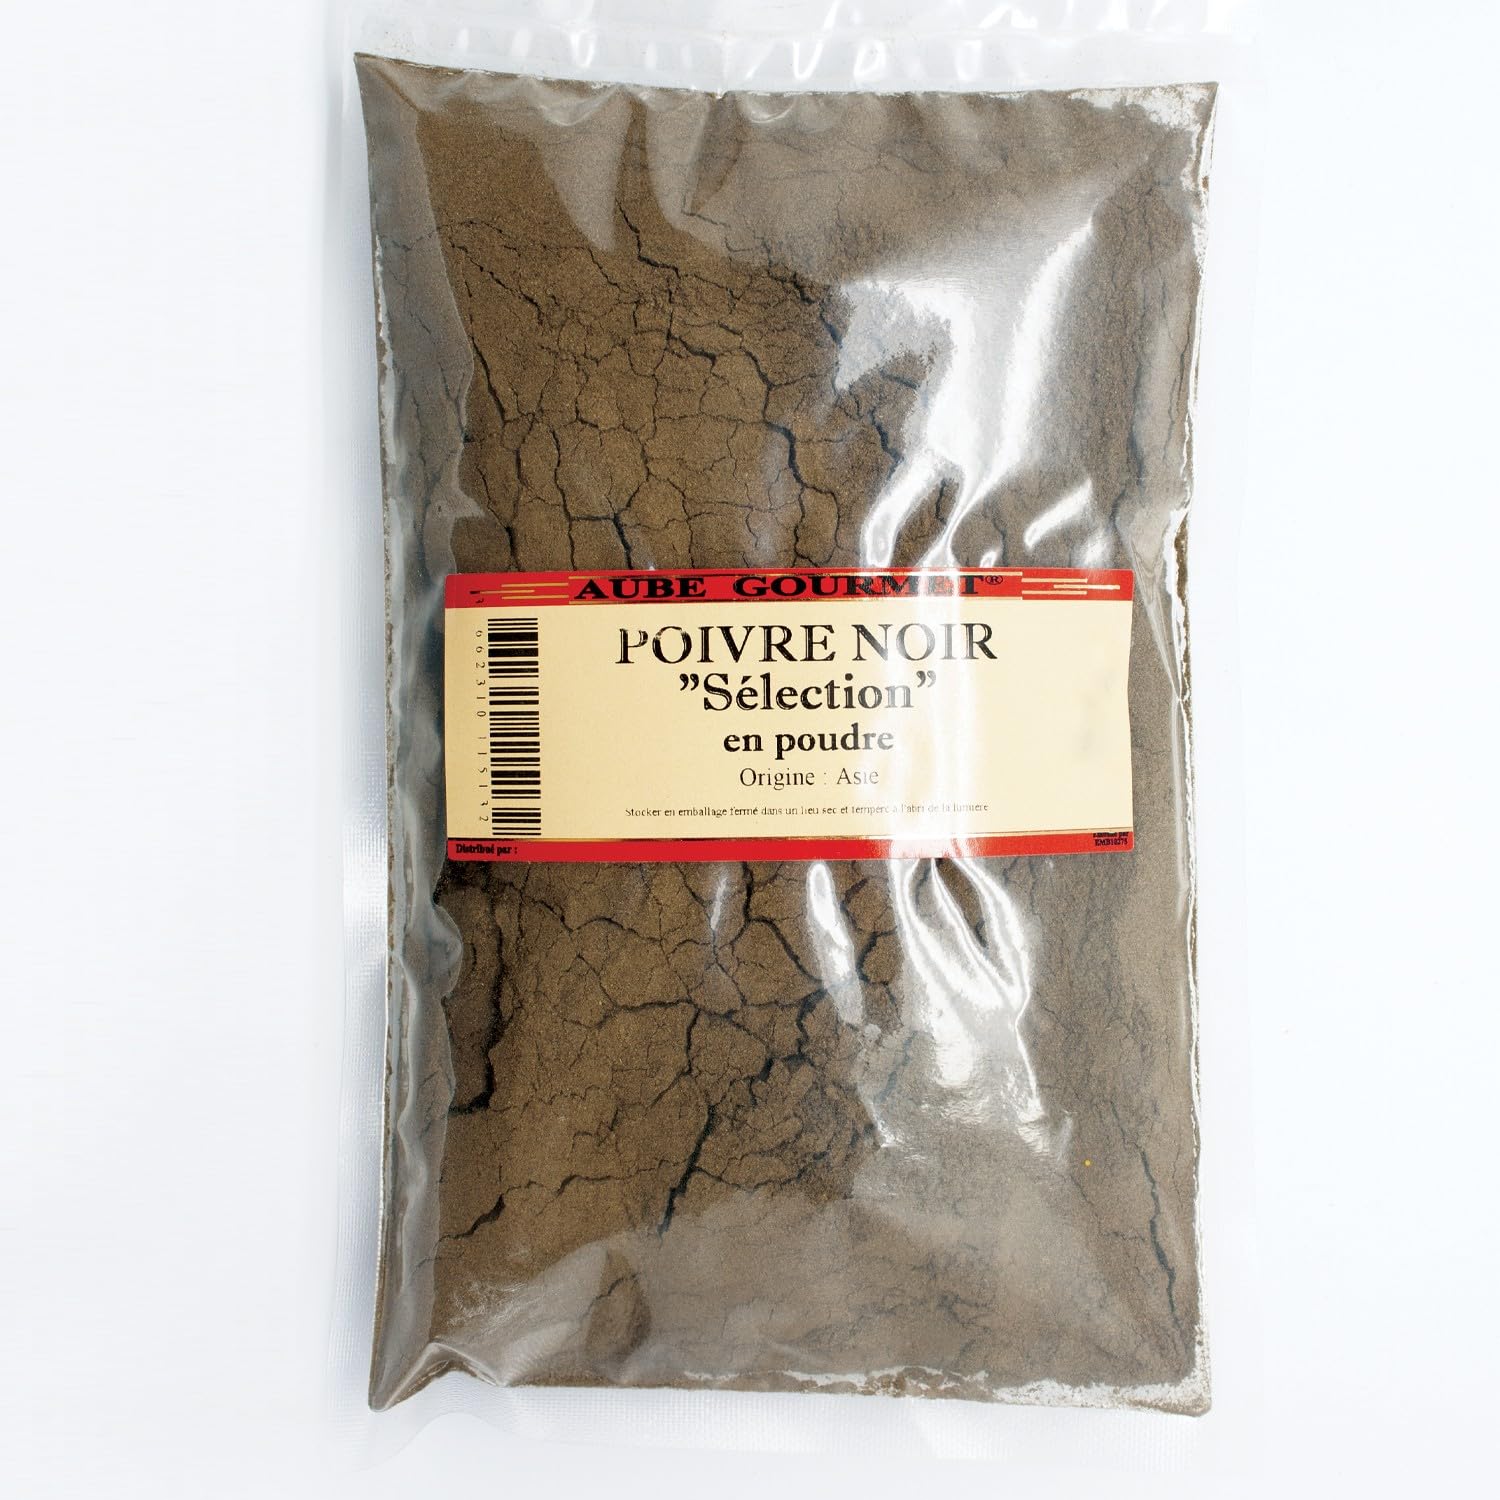 AUBE GOURMET®
POIVRE NOIR
"Sélection"
en poudre
Origine : Asie
Stocker en emballage fermé dans un lieu sec et tempéré à l'abri de la lumière
Distribué par :
EMB10276